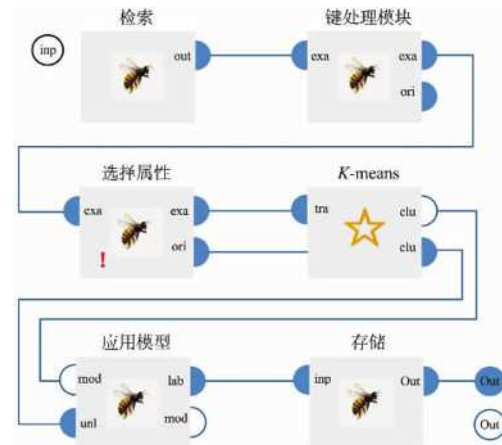 检索
键处理模块
inp
out
exa
exa
ori
选择属性
K-means
exa
exa
ori
!
tra
clu
clu
应用模型
存储
mod
unl
lab
mod
inp
Out
Out
Out